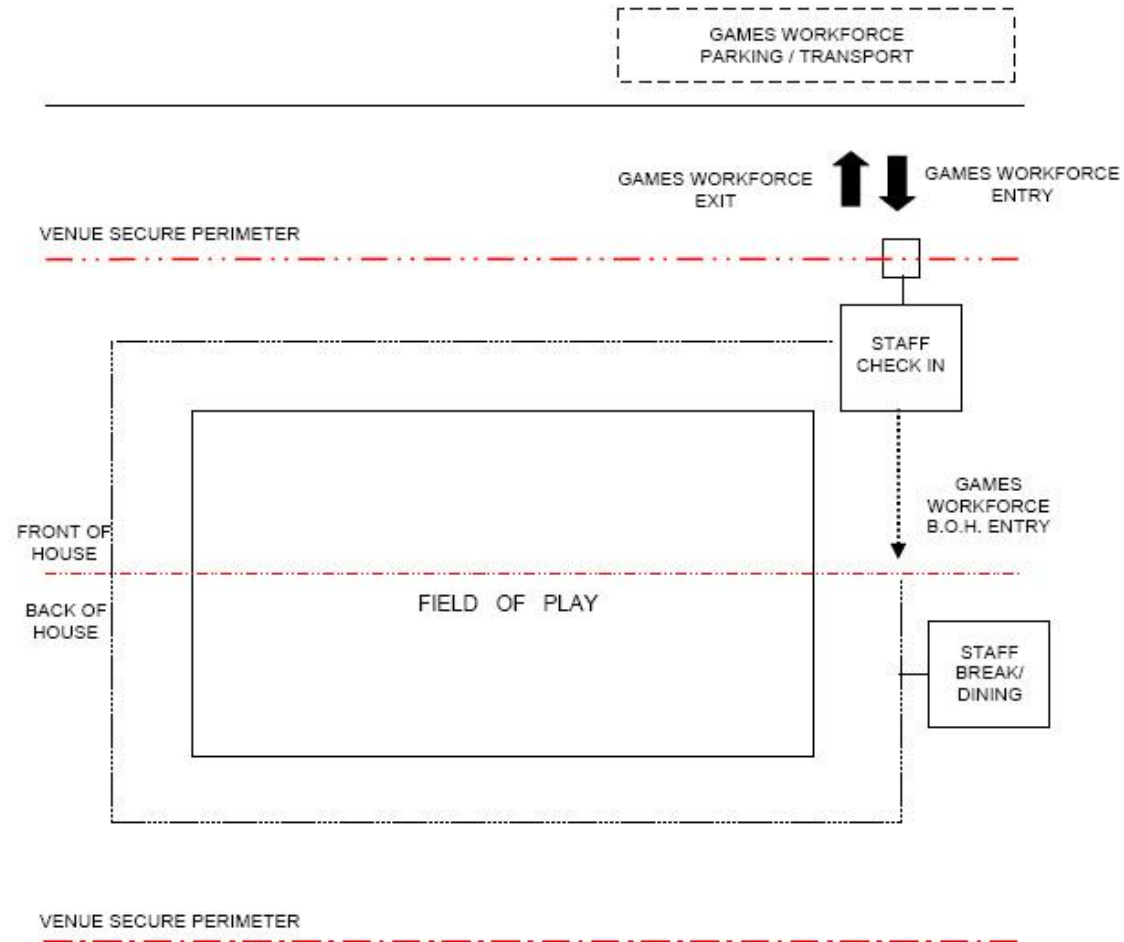 GAMES WORKFORCE
PARKING / TRANSPORT
GAMES WORKFORCE
EXIT
GAMES WORKFORCE
ENTRY
VENUE SECURE PERIMETER
STAFF
CHECK IN
GAMES
WORKFORCE
B.O.H. ENTRY
FRONT OF
HOUSE
BACK OF
HOUSE
FIELD OF PLAY
STAFF
BREAK/
DINING
VENUE SECURE PERIMETER